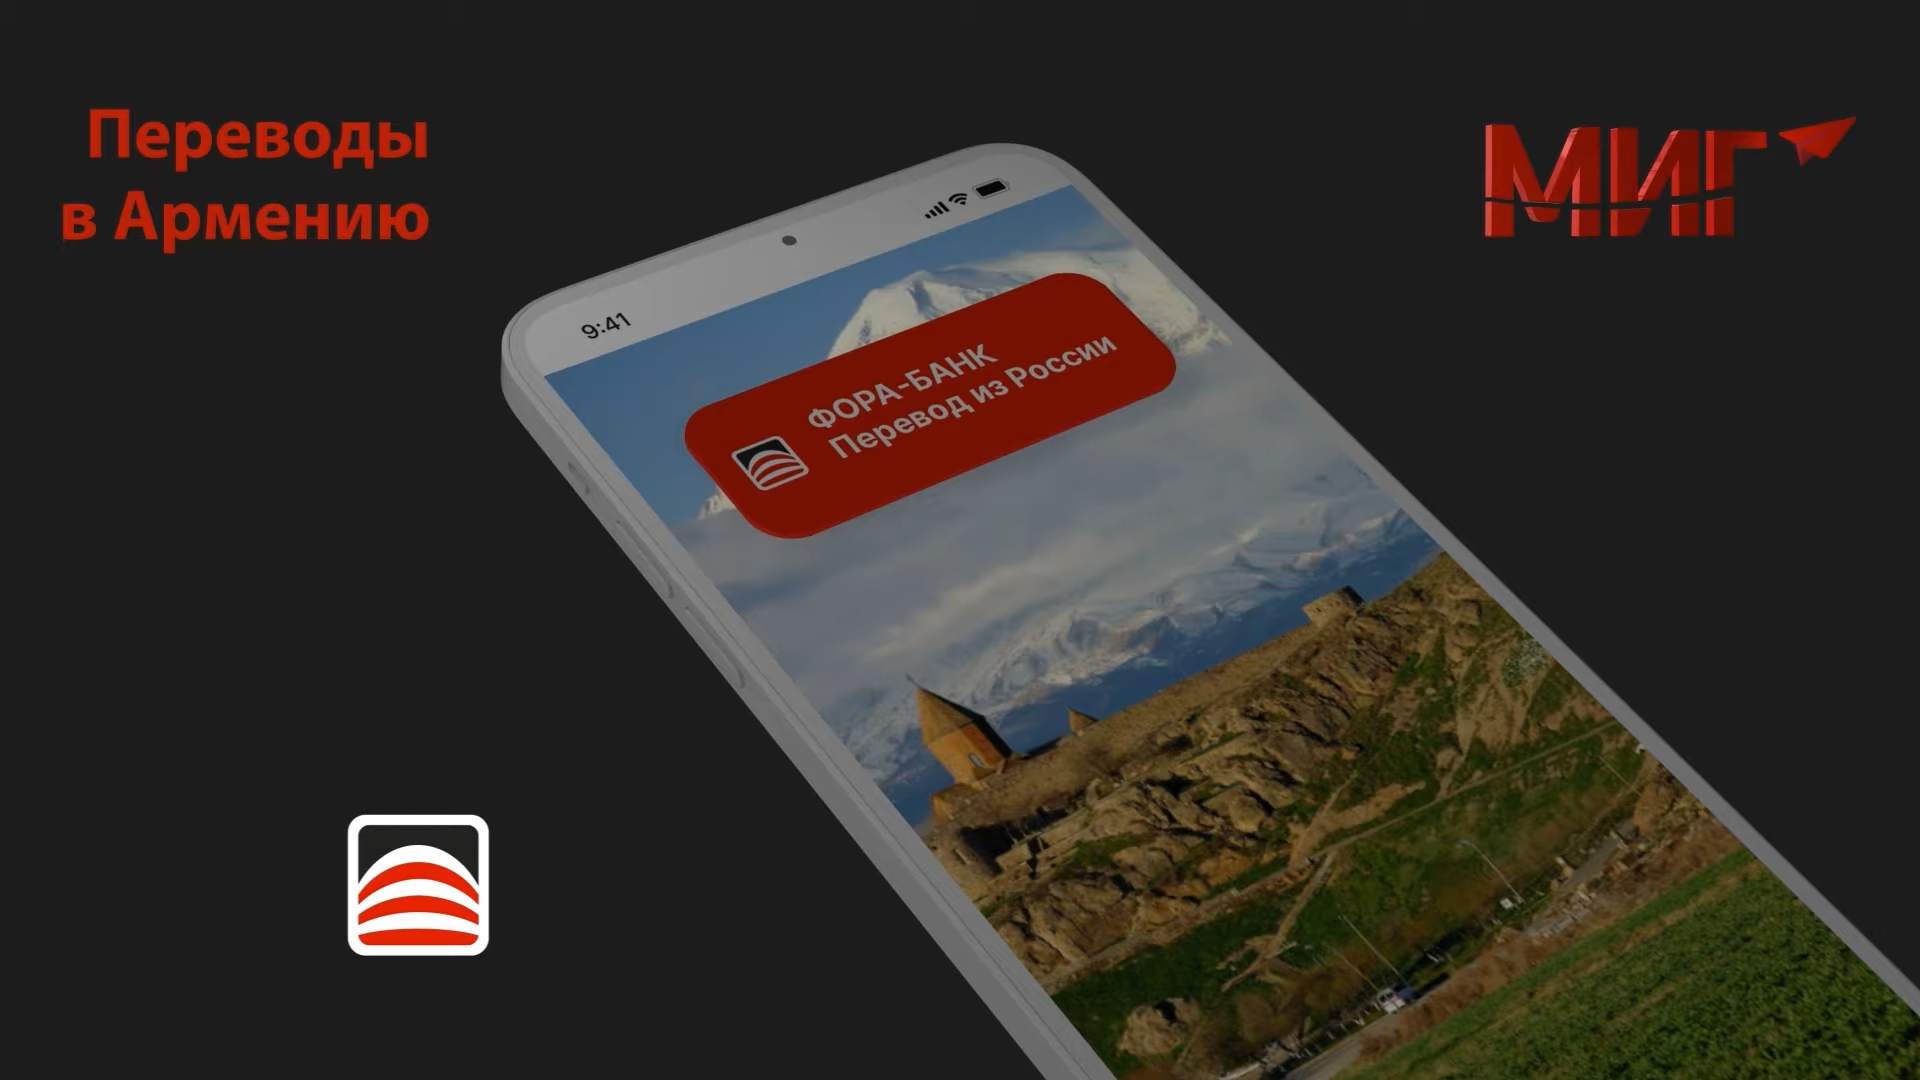 Переводы
в Армению
МИГ
9:41
ФОРА-БАНК
Перевод из России